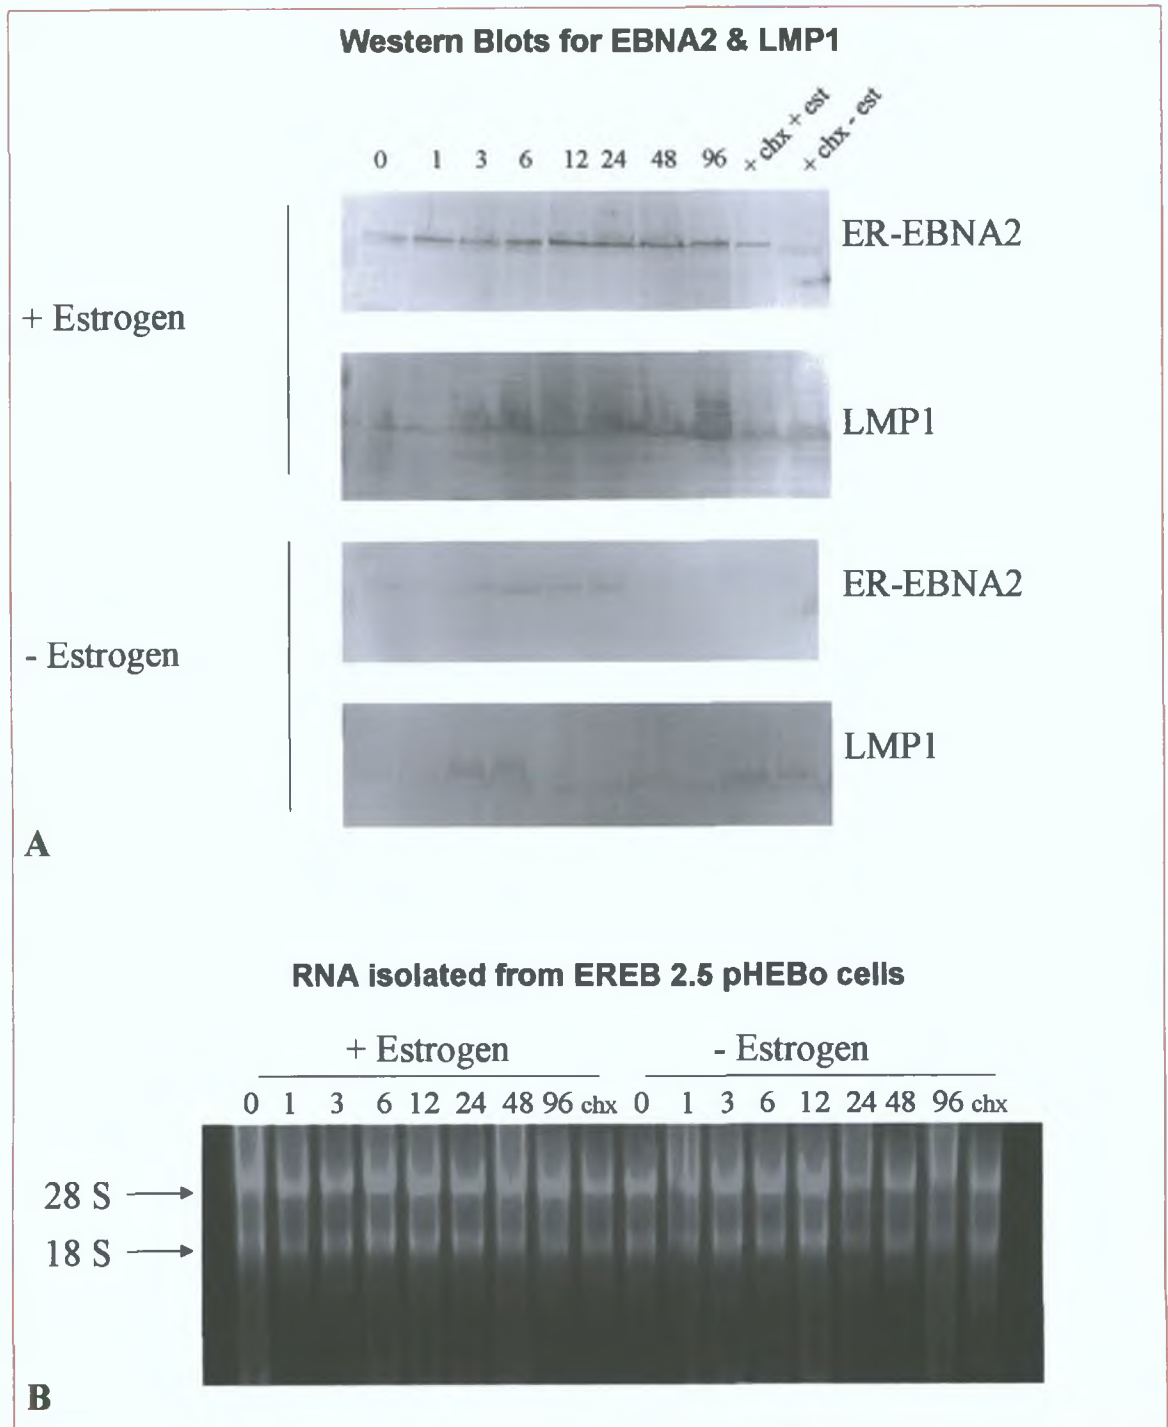 Western Blots for EBNA2 & LMP1
0 1 3 6 12 24 48 96 + chx + est + chx - est
ER-EBNA2
+ Estrogen
LMP1
ER-EBNA2
- Estrogen
LMP1
A
RNA isolated from EREB 2.5 pHEBo cells
+ Estrogen - Estrogen
0 1 3 6 12 24 48 96 chx 0 1 3 6 12 24 48 96 chx
28 S
18 S
B